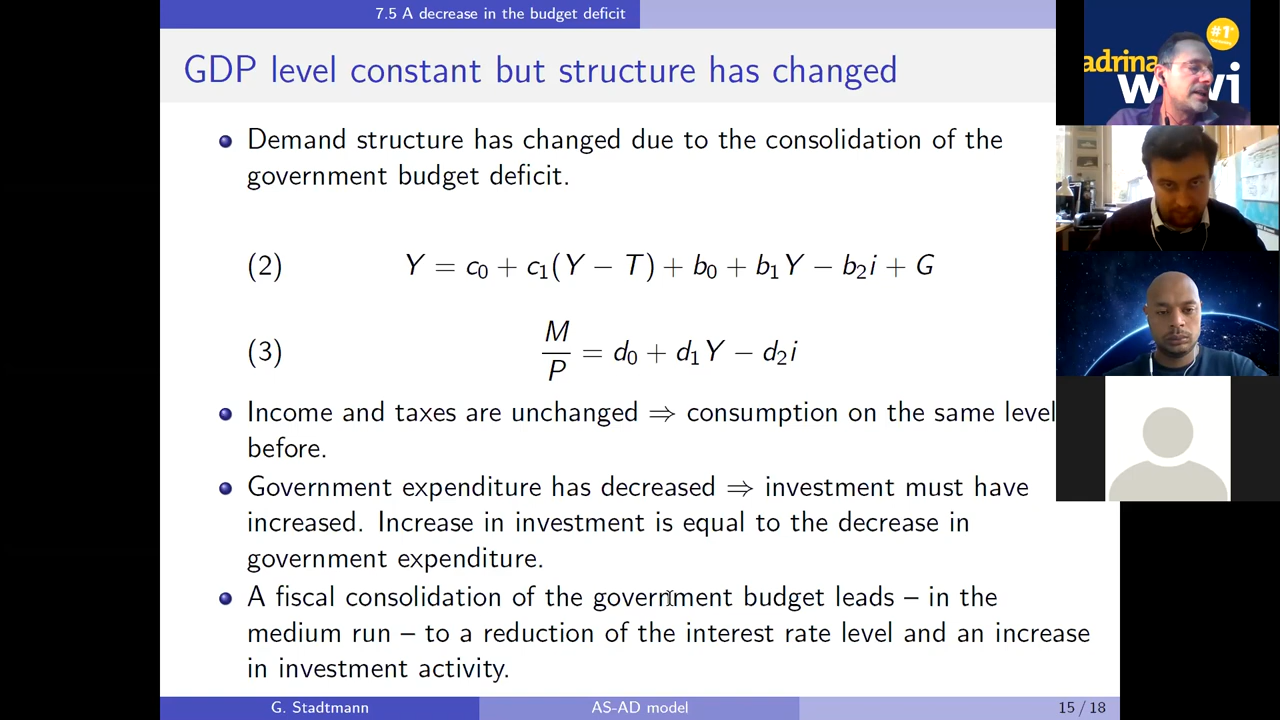 7.5 A decrease in the budget deficit
GDP level constant but structure has changed
Demand structure has changed due to the consolidation of the
government budget deficit.
(2) Y = c₀ + c₁(Y − T) + b₀ + b₁Y − b₂i + G
(3) M/P = d₀ + d₁Y − d₂i
Income and taxes are unchanged ⇒ consumption on the same level
before.
Government expenditure has decreased ⇒ investment must have
increased. Increase in investment is equal to the decrease in
government expenditure.
A fiscal consolidation of the government budget leads – in the
medium run – to a reduction of the interest rate level and an increase
in investment activity.
G. Stadtmann AS-AD model 15 / 18
#1
adrina